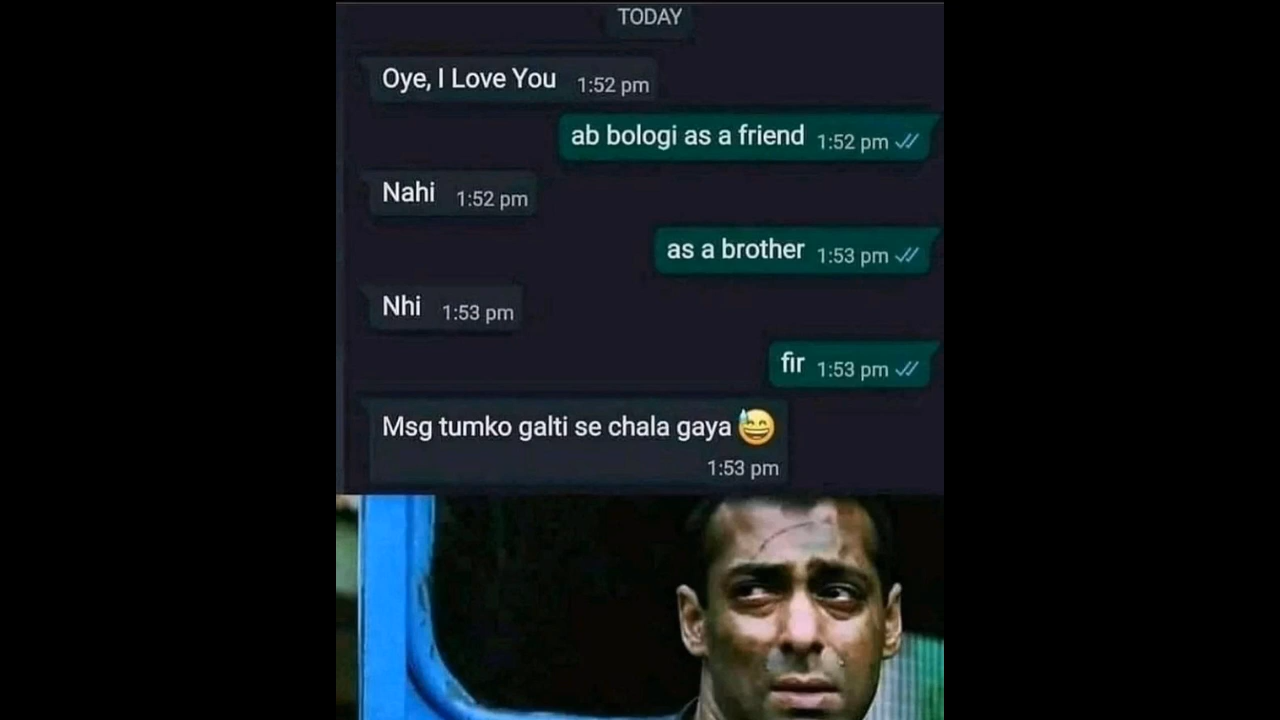 TODAY
Oye, I Love You 1:52 pm
ab bologi as a friend 1:52 pm
Nahi 1:52 pm
as a brother 1:53 pm
Nhi 1:53 pm
fir 1:53 pm
Msg tumko galti se chala gaya 😅
1:53 pm